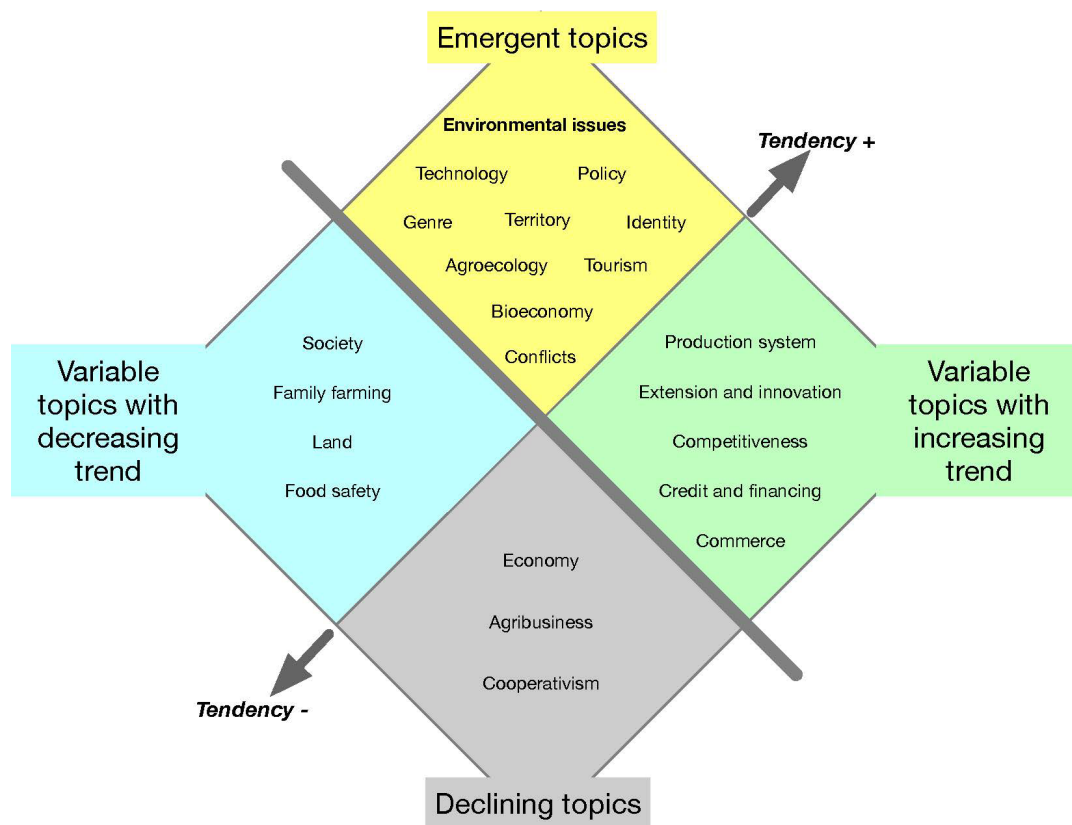 Emergent topics
Environmental issues
Tendency +
Technology
Policy
Genre
Territory
Identity
Agroecology
Tourism
Bioeconomy
Conflicts
Variable
topics with
decreasing
trend
Society
Family farming
Land
Food safety
Production system
Extension and innovation
Competitiveness
Credit and financing
Commerce
Variable
topics with
increasing
trend
Economy
Agribusiness
Cooperativism
Tendency -
Declining topics